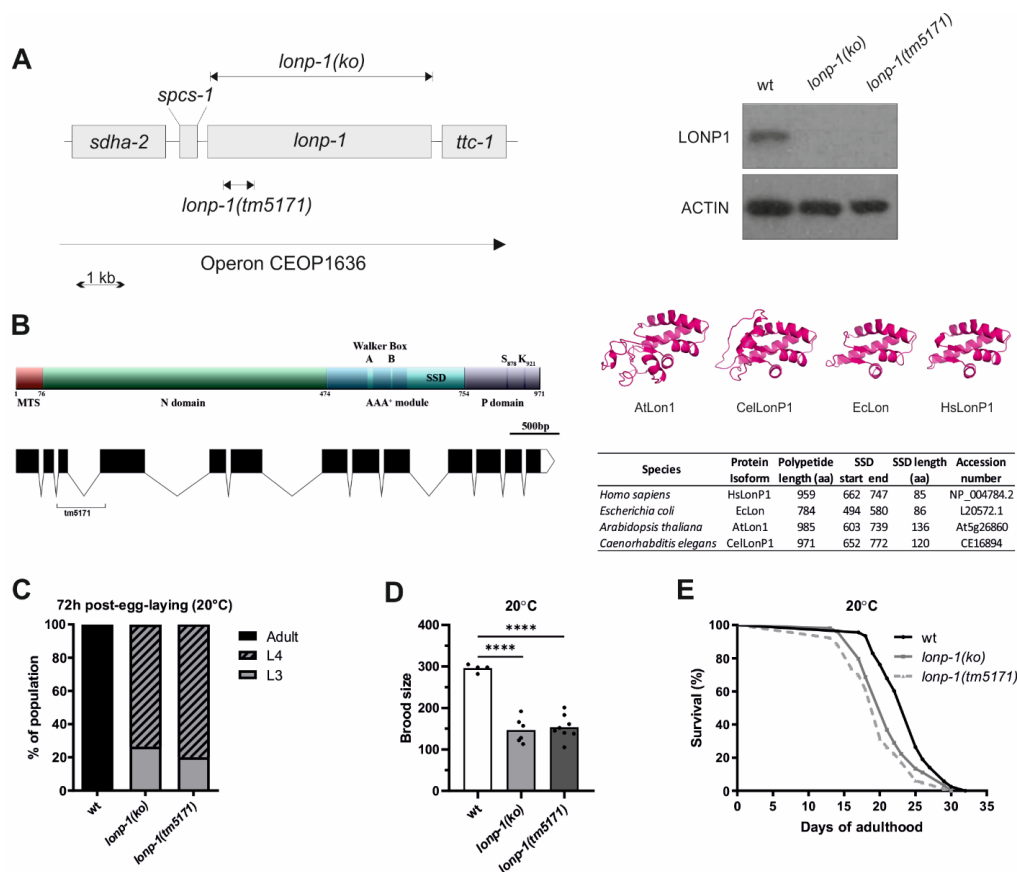 A
lonp-1(ko)
spcs-1
sdha-2
lonp-1
ttc-1
lonp-1(tm5171)
Operon CEOP1636
1 kb
wt
lonp-1(ko)
lonp-1(tm5171)
LONP1
ACTIN
B
Walker Box
A B
S878 K921
SSD
1 76 474 754 971
MTS N domain AAA+ module P domain
500bp
tm5171
AtLon1 CelLonP1 EcLon HsLonP1
Species Protein Isoform Polypetide length (aa) SSD start end SSD length (aa) Accession number
Homo sapiens HsLonP1 959 662 747 85 NP_004784.2
Escherichia coli EcLon 784 494 580 86 L20572.1
Arabidopsis thaliana AtLon1 985 603 739 136 At5g26860
Caenorhabditis elegans CelLonP1 971 652 772 120 CE16894
C
72h post-egg-laying (20°C)
% of population
100
80
60
40
20
0
wt
lonp-1(ko)
lonp-1(tm5171)
Adult
L4
L3
D
20°C
Brood size
400
300
200
150
100
0
****
****
wt
lonp-1(ko)
lonp-1(tm5171)
E
20°C
Survival (%)
100
80
60
40
20
0
0 5 10 15 20 25 30 35
Days of adulthood
wt
lonp-1(ko)
lonp-1(tm5171)